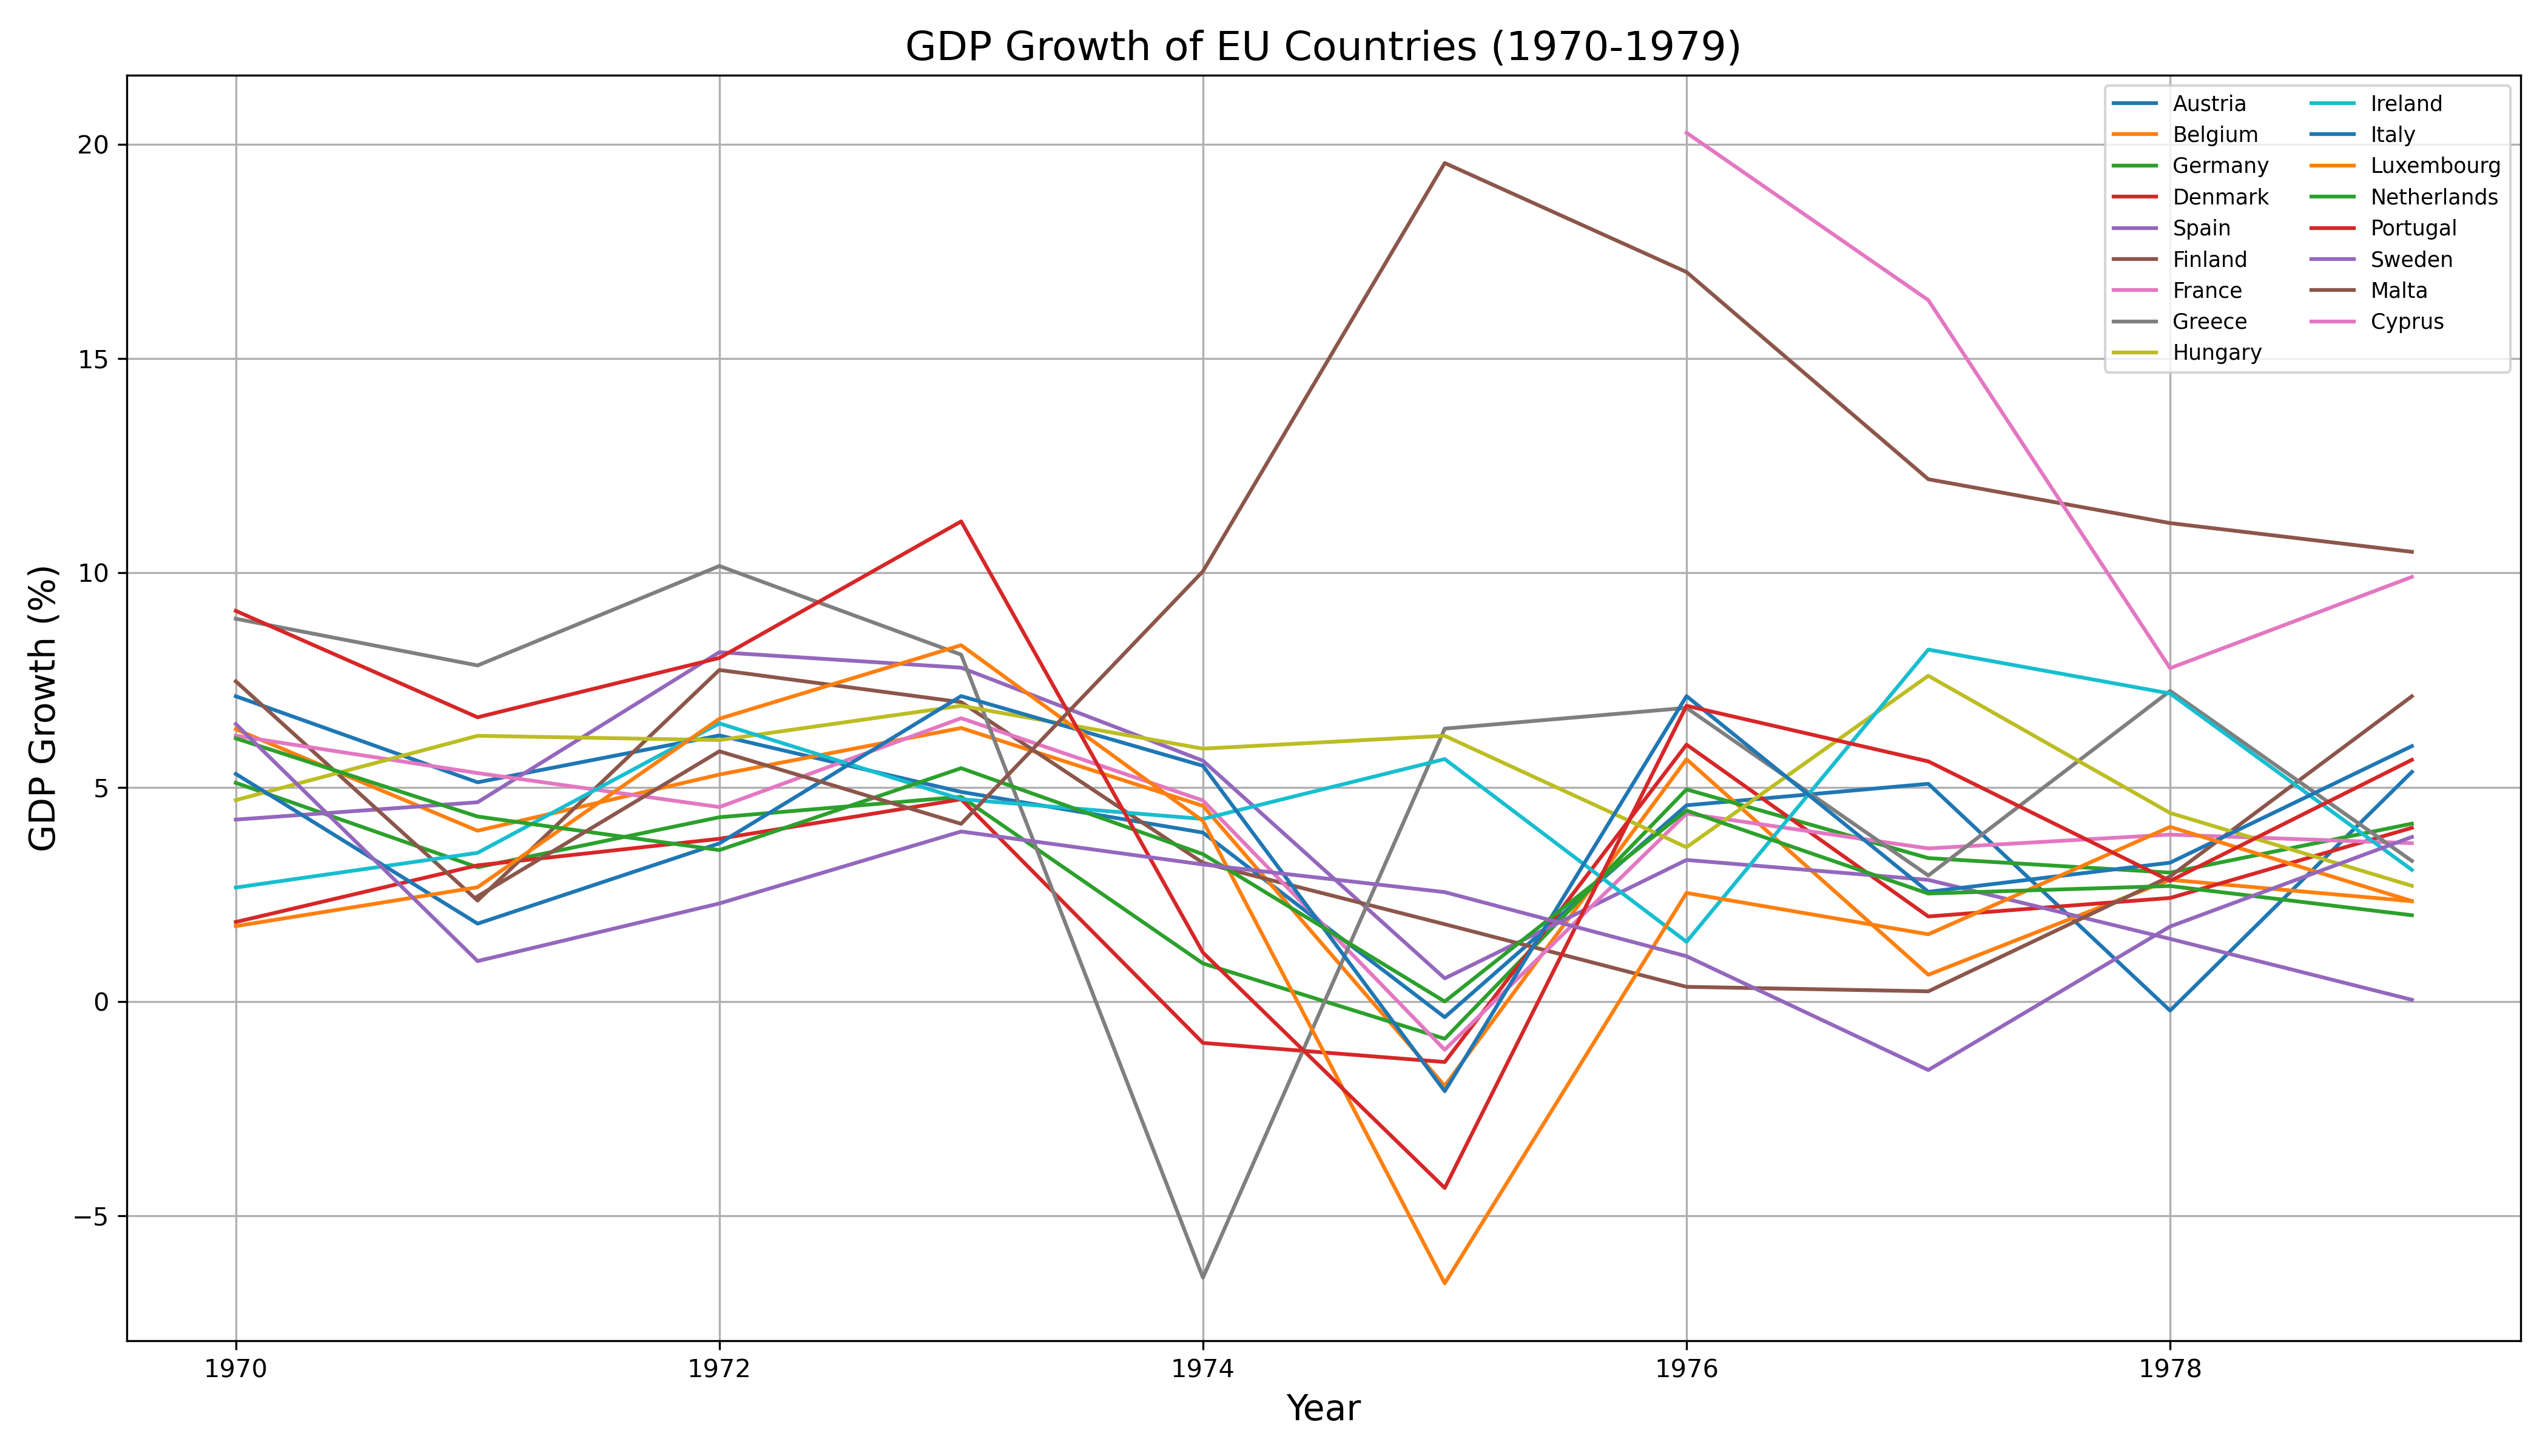 GDP Growth of EU Countries (1970-1979)
GDP Growth (%)
20
15
10
5
0
−5
1970
1972
1974
1976
1978
Year
Austria
Belgium
Germany
Denmark
Spain
Finland
France
Greece
Hungary
Ireland
Italy
Luxembourg
Netherlands
Portugal
Sweden
Malta
Cyprus